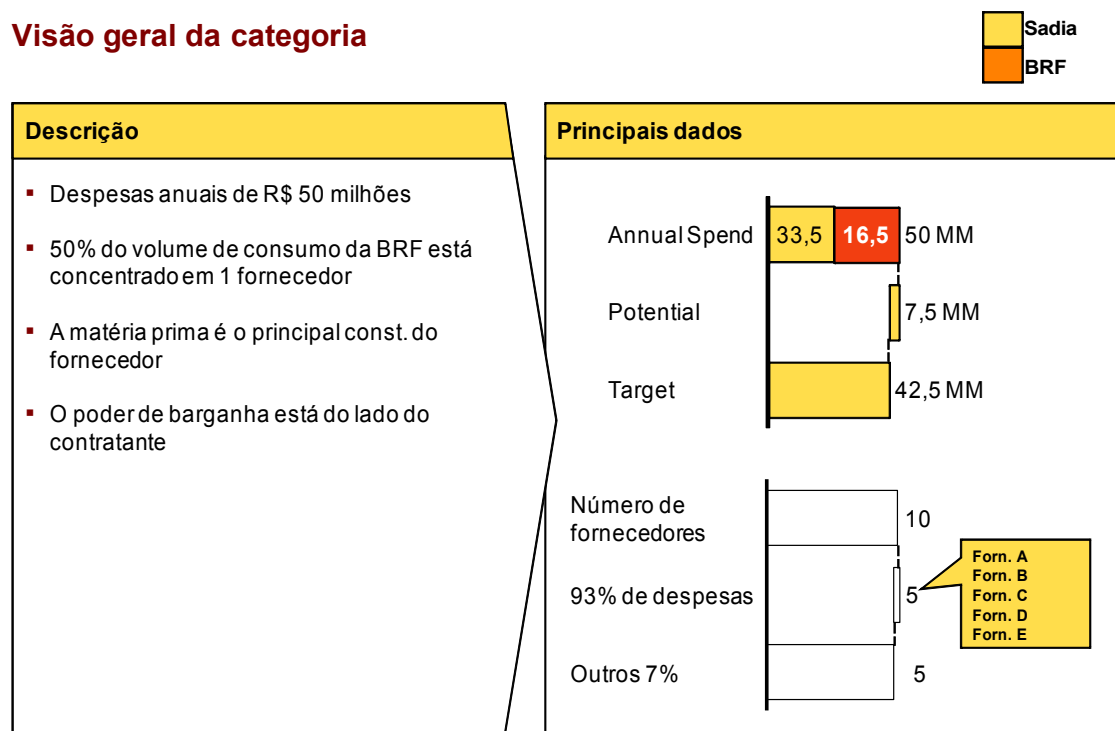 Visão geral da categoria
Sadia
BRF
Descrição
▪ Despesas anuais de R$ 50 milhões
▪ 50% do volume de consumo da BRF está
concentrado em 1 fornecedor
▪ A matéria prima é o principal const. do
fornecedor
▪ O poder de barganha está do lado do
contratante
Principais dados
Annual Spend 33,5 16,5 50 MM
Potential 7,5 MM
Target 42,5 MM
Número de
fornecedores
10
93% de despesas 5
Forn. A
Forn. B
Forn. C
Forn. D
Forn. E
Outros 7% 5